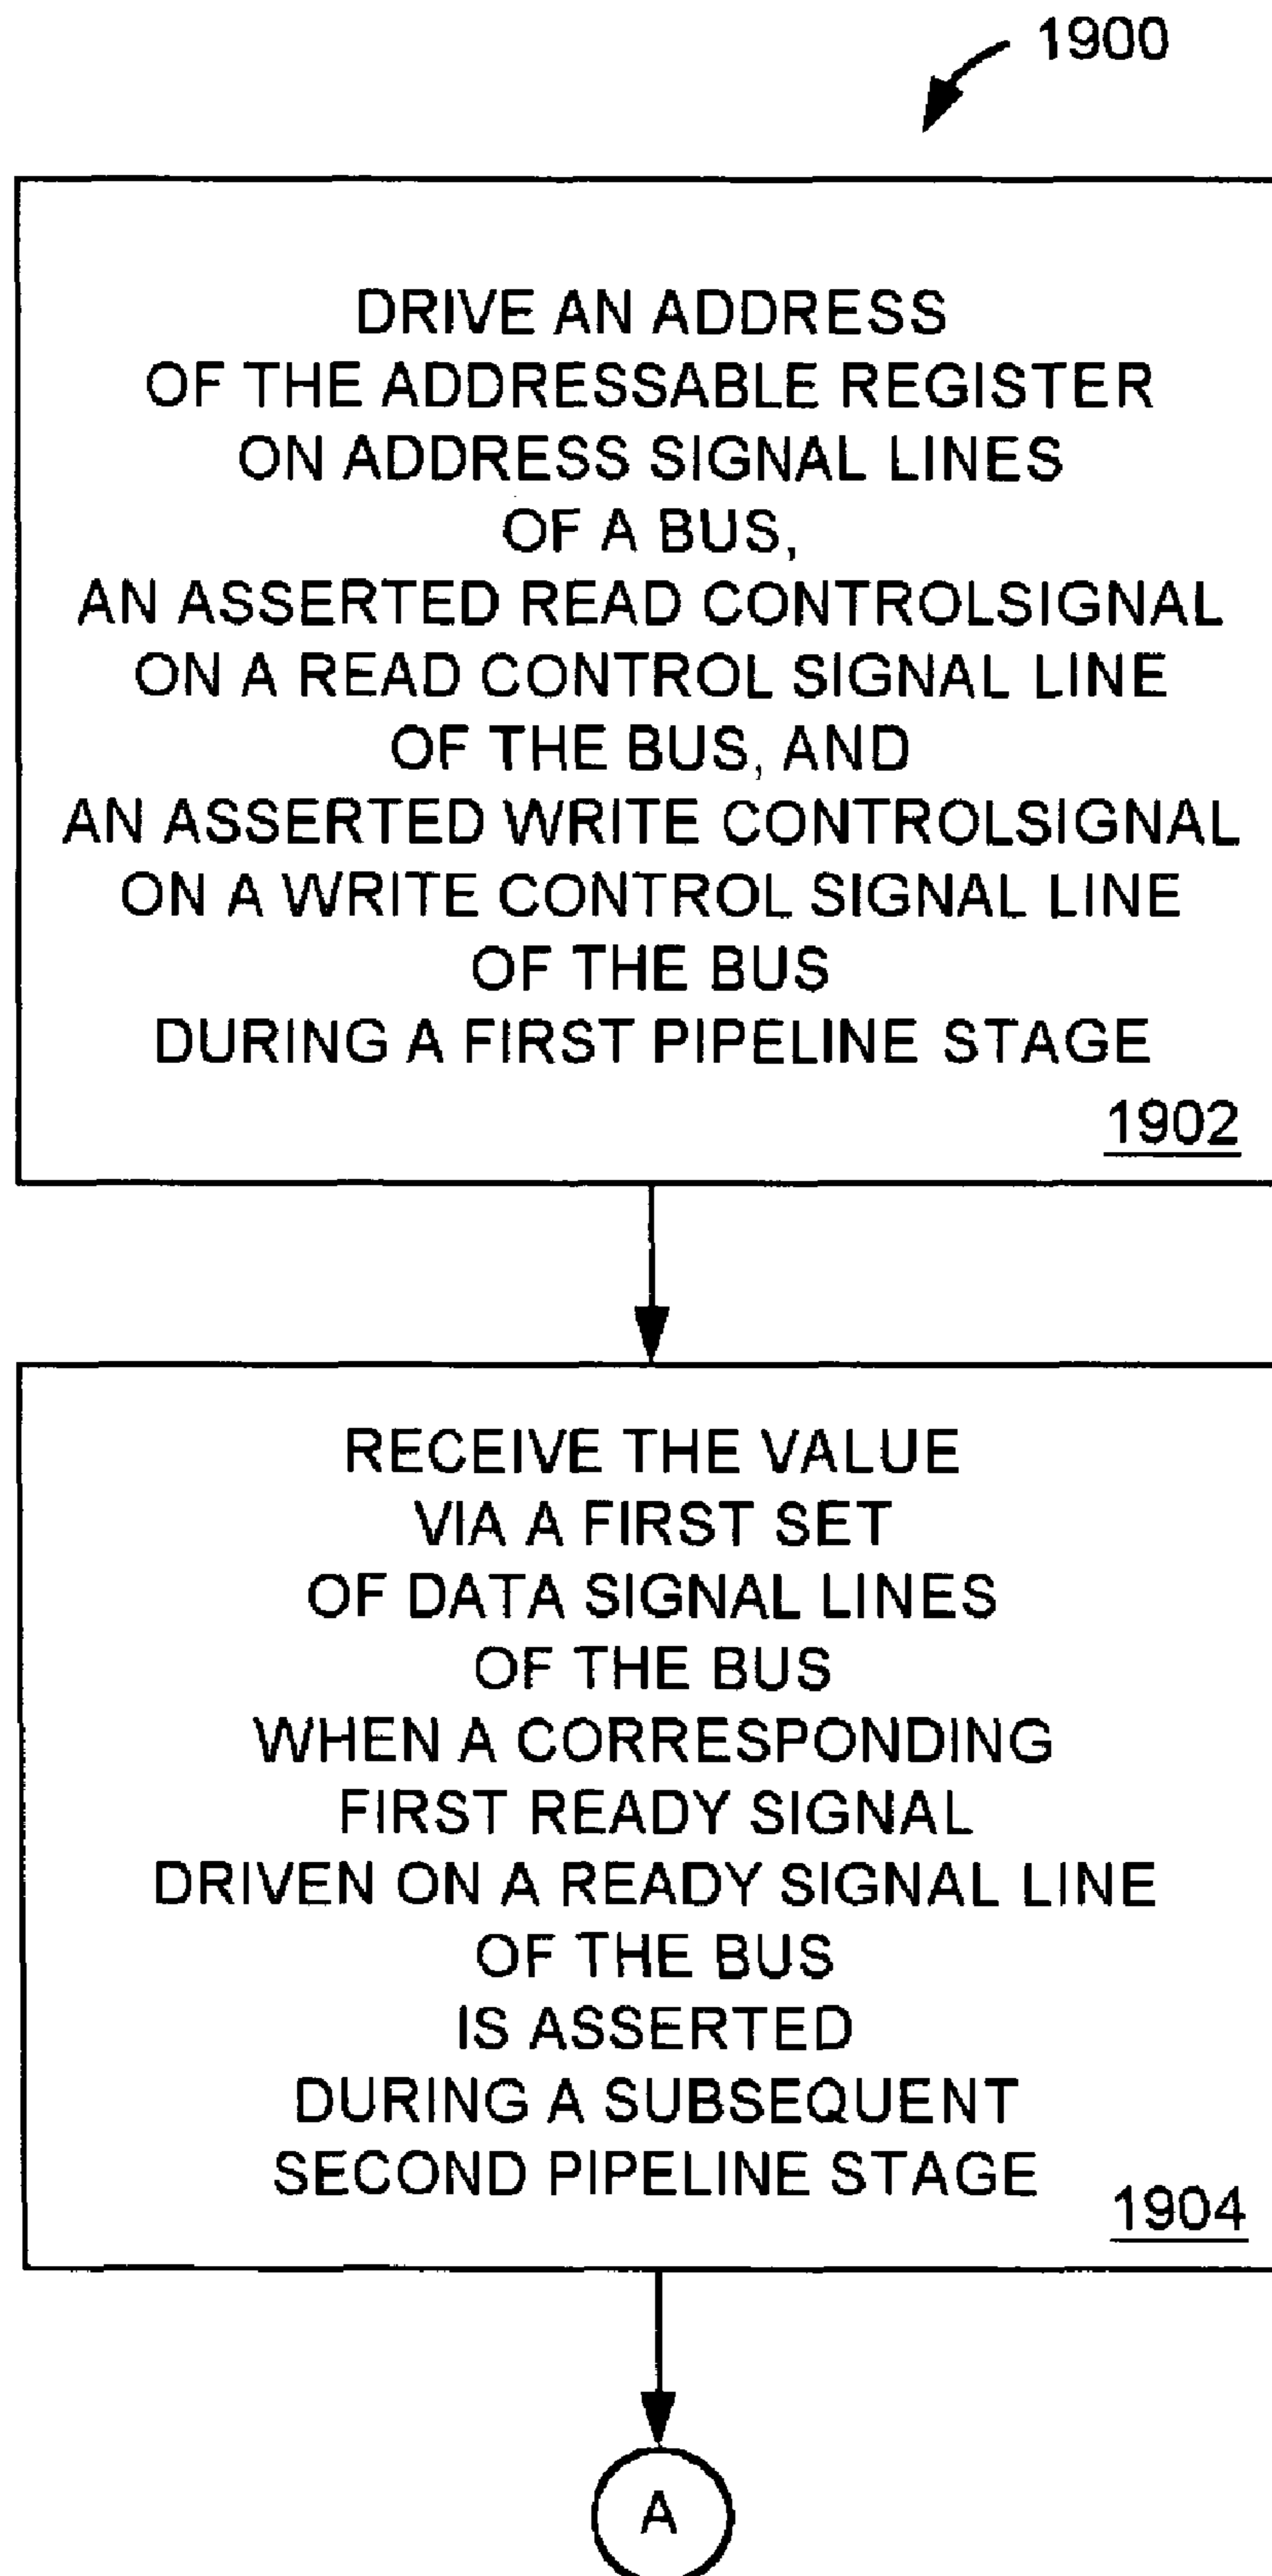 1900
DRIVE AN ADDRESS
OF THE ADDRESSABLE REGISTER
ON ADDRESS SIGNAL LINES
OF A BUS,
AN ASSERTED READ CONTROLSIGNAL
ON A READ CONTROL SIGNAL LINE
OF THE BUS, AND
AN ASSERTED WRITE CONTROLSIGNAL
ON A WRITE CONTROL SIGNAL LINE
OF THE BUS
DURING A FIRST PIPELINE STAGE
1902
RECEIVE THE VALUE
VIA A FIRST SET
OF DATA SIGNAL LINES
OF THE BUS
WHEN A CORRESPONDING
FIRST READY SIGNAL
DRIVEN ON A READY SIGNAL LINE
OF THE BUS
IS ASSERTED
DURING A SUBSEQUENT
SECOND PIPELINE STAGE
1904
A